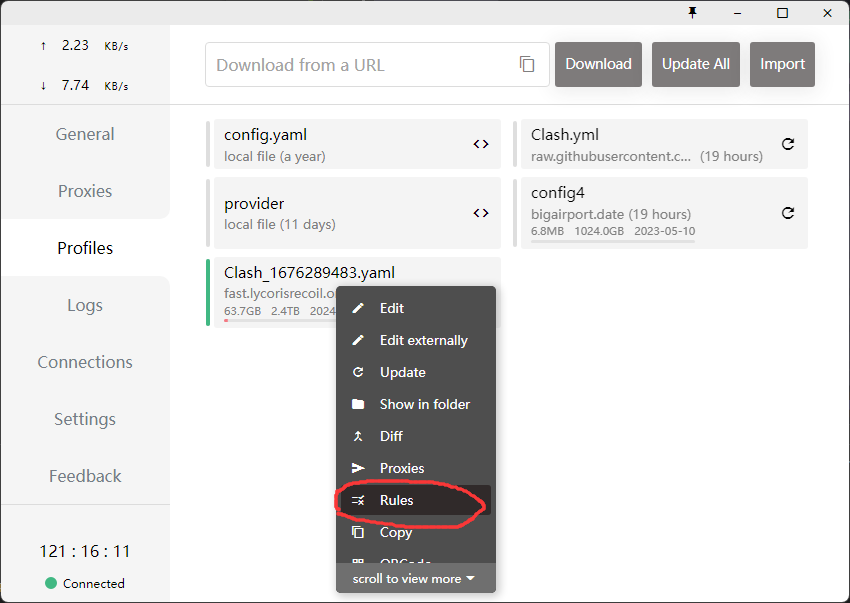 ↑ 2.23 KB/s
↓ 7.74 KB/s
General
Proxies
Profiles
Logs
Connections
Settings
Feedback
121 : 16 : 11
Connected
Download from a URL
Download
Update All
Import
config.yaml
local file (a year)
Clash.yml
raw.githubusercontent.c... (19 hours)
provider
local file (11 days)
config4
bigairport.date (19 hours)
6.8MB 1024.0GB 2023-05-10
Clash_1676289483.yaml
fast.lycorisrecoil.o
63.7GB 2.4TB 2024
Edit
Edit externally
Update
Show in folder
Diff
Proxies
Rules
Copy
QRCode
scroll to view more